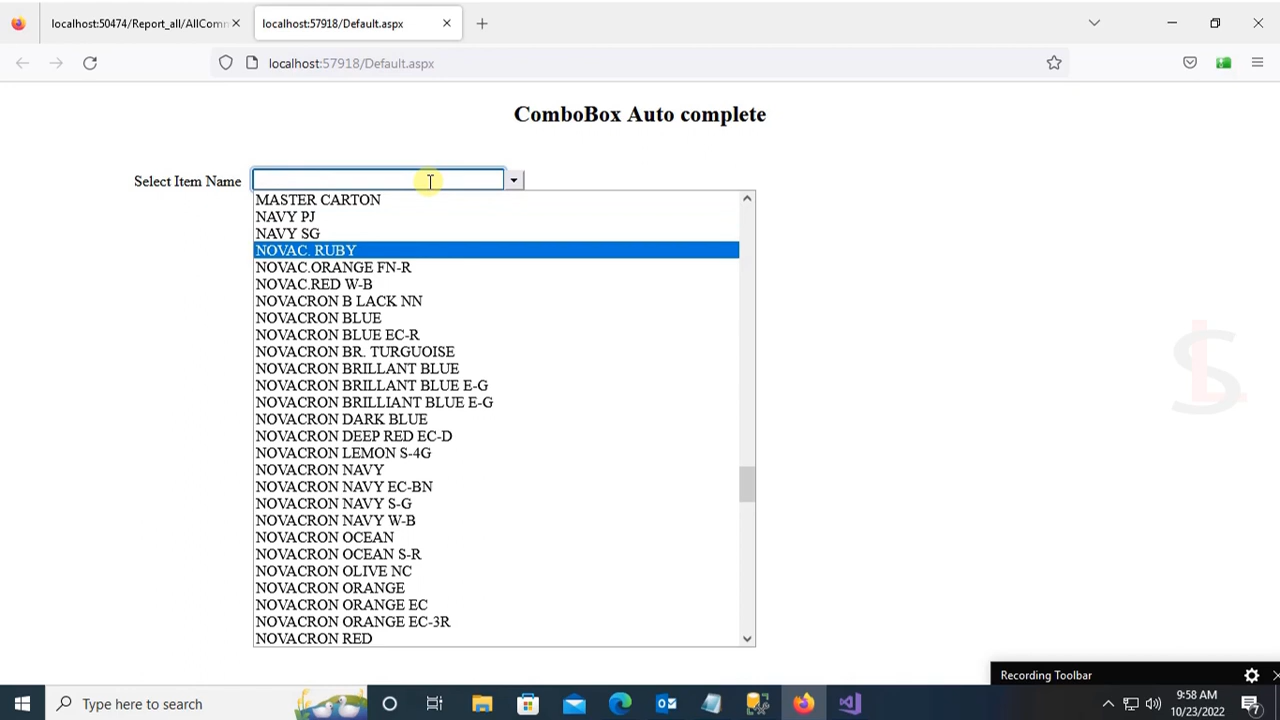 localhost:50474/Report_all/AllComm
localhost:57918/Default.aspx
localhost:57918/Default.aspx
ComboBox Auto complete
Select Item Name
MASTER CARTON
NAVY PJ
NAVY SG
NOVAC. RUBY
NOVAC.ORANGE FN-R
NOVAC.RED W-B
NOVACRON B LACK NN
NOVACRON BLUE
NOVACRON BLUE EC-R
NOVACRON BR. TURGUOISE
NOVACRON BRILLANT BLUE
NOVACRON BRILLANT BLUE E-G
NOVACRON BRILLIANT BLUE E-G
NOVACRON DARK BLUE
NOVACRON DEEP RED EC-D
NOVACRON LEMON S-4G
NOVACRON NAVY
NOVACRON NAVY EC-BN
NOVACRON NAVY S-G
NOVACRON NAVY W-B
NOVACRON OCEAN
NOVACRON OCEAN S-R
NOVACRON OLIVE NC
NOVACRON ORANGE
NOVACRON ORANGE EC
NOVACRON ORANGE EC-3R
NOVACRON RED
Recording Toolbar
Type here to search
9:58 AM
10/23/2022
7